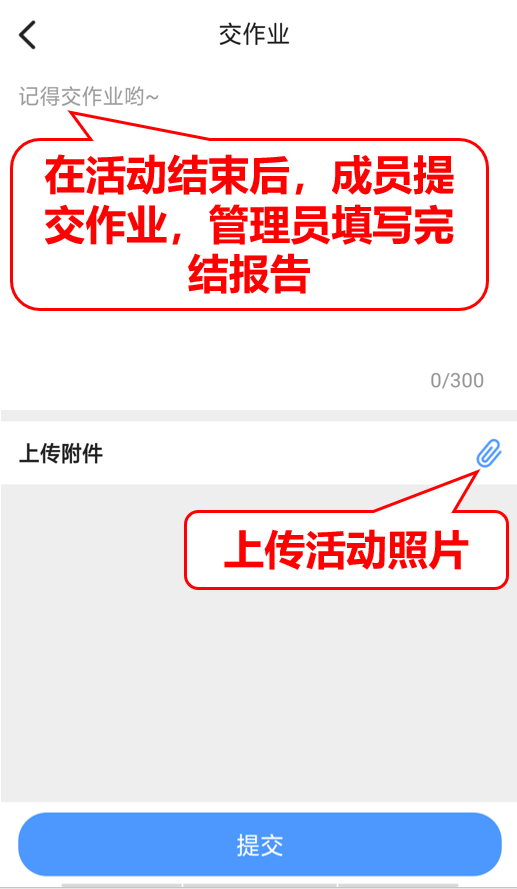 交作业
记得交作业哟~
在活动结束后，成员提
交作业，管理员填写完
结报告
0/300
上传附件
上传活动照片
提交